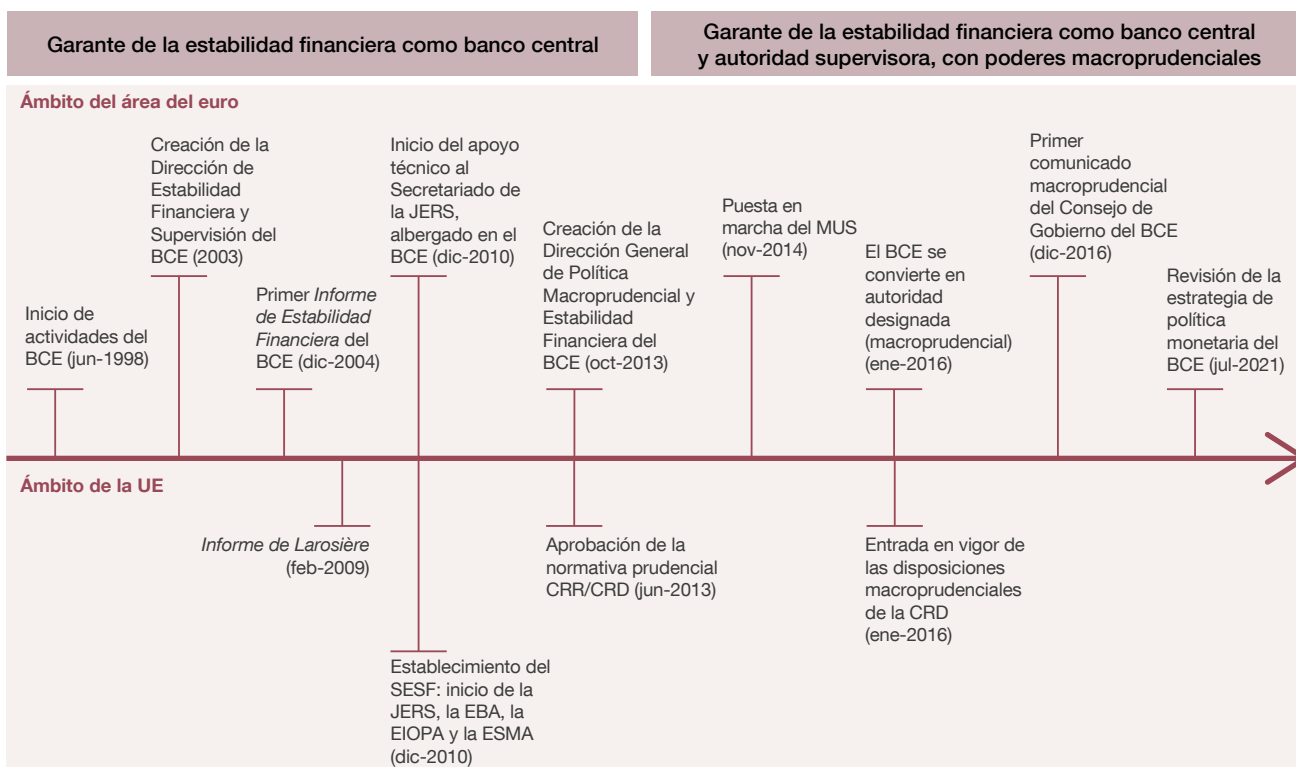 Garante de la estabilidad financiera como banco central
Garante de la estabilidad financiera como banco central
y autoridad supervisora, con poderes macroprudenciales
Ámbito del área del euro
Inicio de
actividades del
BCE (jun-1998)
Creación de la
Dirección de
Estabilidad
Financiera y
Supervisión del
BCE (2003)
Primer Informe
de Estabilidad
Financiera del
BCE (dic-2004)
Inicio del apoyo
técnico al
Secretariado de
la JERS,
albergado en el
BCE (dic-2010)
Creación de la
Dirección General
de Política
Macroprudencial y
Estabilidad
Financiera del
BCE (oct-2013)
Puesta en
marcha del MUS
(nov-2014)
El BCE se
convierte en
autoridad
designada
(macroprudencial)
(ene-2016)
Primer
comunicado
macroprudencial
del Consejo de
Gobierno del BCE
(dic-2016)
Revisión de la
estrategia de
política
monetaria del
BCE (jul-2021)
Ámbito de la UE
Informe de Larosière
(feb-2009)
Establecimiento del
SESF: inicio de la
JERS, la EBA, la
EIOPA y la ESMA
(dic-2010)
Aprobación de la
normativa prudencial
CRR/CRD (jun-2013)
Entrada en vigor de
las disposiciones
macroprudenciales
de la CRD
(ene-2016)